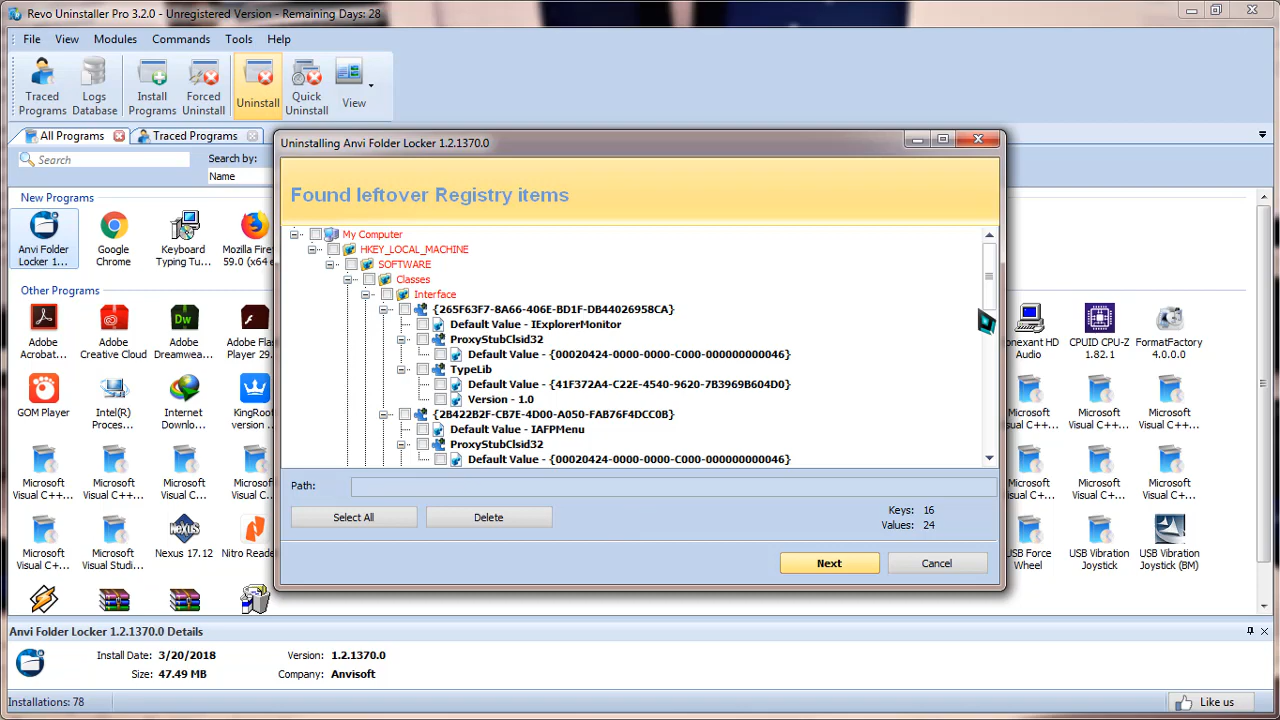 Revo Uninstaller Pro 3.2.0 - Unregistered Version - Remaining Days: 28
File View Modules Commands Tools Help
Traced Programs
Logs Database
Install Programs
Forced Uninstall
Uninstall
Quick Uninstall
View
All Programs
Traced Programs
Search
Search by:
Name
New Programs
Anvi Folder Locker 1...
Google Chrome
Keyboard Typing Tu...
Mozilla Fire
59.0 (x64 e
Other Programs
Adobe Acrobat...
Adobe Creative Cloud
Adobe Dreamwea...
Adobe
Flash Player 29.
GOM Player
Intel(R) Proces...
Internet Downloa...
KingRoot
version
Microsoft Visual C++...
Microsoft Visual C++...
Microsoft Visual C++...
Microsoft
Visual C+
Microsoft Visual C++...
Microsoft Visual Stud...
Nexus 17.12
Nitro Reade
Uninstalling Anvi Folder Locker 1.2.1370.0
Found leftover Registry items
My Computer
HKEY_LOCAL_MACHINE
SOFTWARE
Classes
Interface
{265F63F7-8A66-406E-BD1F-DB44026958CA}
Default Value - IExplorerMonitor
ProxyStubClsid32
Default Value - {00020424-0000-0000-C000-000000000046}
TypeLib
Default Value - {41F372A4-C22E-4540-9620-7B3969B604D0}
Version - 1.0
{2B422B2F-CB7E-4D00-A050-FAB76F4DCC0B}
Default Value - IAFPMenu
ProxyStubClsid32
Default Value - {00020424-0000-0000-C000-000000000046}
Path:
Select All
Delete
Keys: 16
Values: 24
Next
Cancel
onexant HD Audio
CPUID CPU-Z 1.82.1
FormatFactory 4.0.0.0
Microsoft Visual C++...
Microsoft Visual C++...
Microsoft Visual C++...
Microsoft Visual C++...
Microsoft Visual C++...
Microsoft Visual C++...
USB Force Wheel
USB Vibration Joystick
USB Vibration Joystick (BM)
Anvi Folder Locker 1.2.1370.0 Details
Install Date: 3/20/2018 Version: 1.2.1370.0
Size: 47.49 MB Company: Anvisoft
Installations: 78
Like us